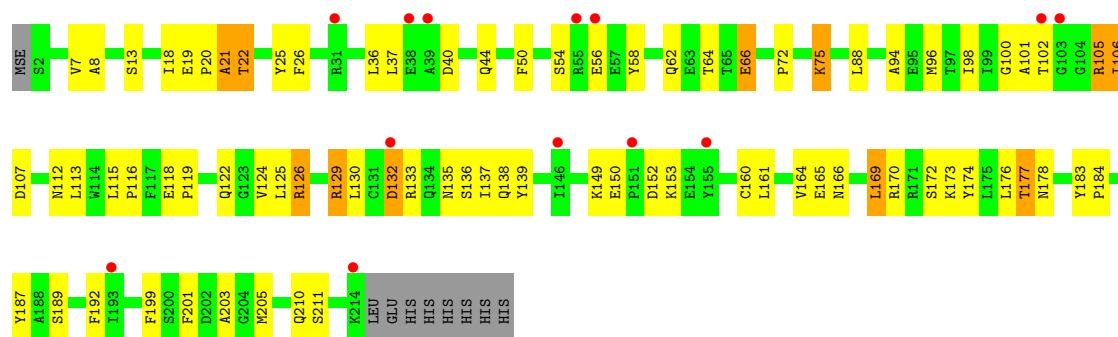 MSE S2 V7 A8 S13 I18 E19 P20 A21 T22 Y25 F26 R31 L36 L37 E38 A39 D40 Q44 F50 S54 R55 E56 E57 Y58 Q62 E63 T64 T65 E66 P72 K75 L88 A94 E95 M96 T97 I98 I99 G100 A101 T102 G103 G104 R105 I106
D107 N112 L113 W114 L115 P116 F117 E118 P119 Q122 G123 V124 L125 R126 R129 L130 C131 D132 R133 Q134 N135 S136 I137 Q138 Y139 I146 K149 E150 P151 D152 K153 E154 Y155 C160 L161 V164 E165 N166 L169 R170 R171 S172 K173 Y174 L175 L176 T177 N178 Y183 P184
Y187 A188 S189 F192 I193 F199 S200 F201 D202 A203 G204 M205 Q210 S211 K214 LEU GLU HIS HIS HIS HIS HIS HIS